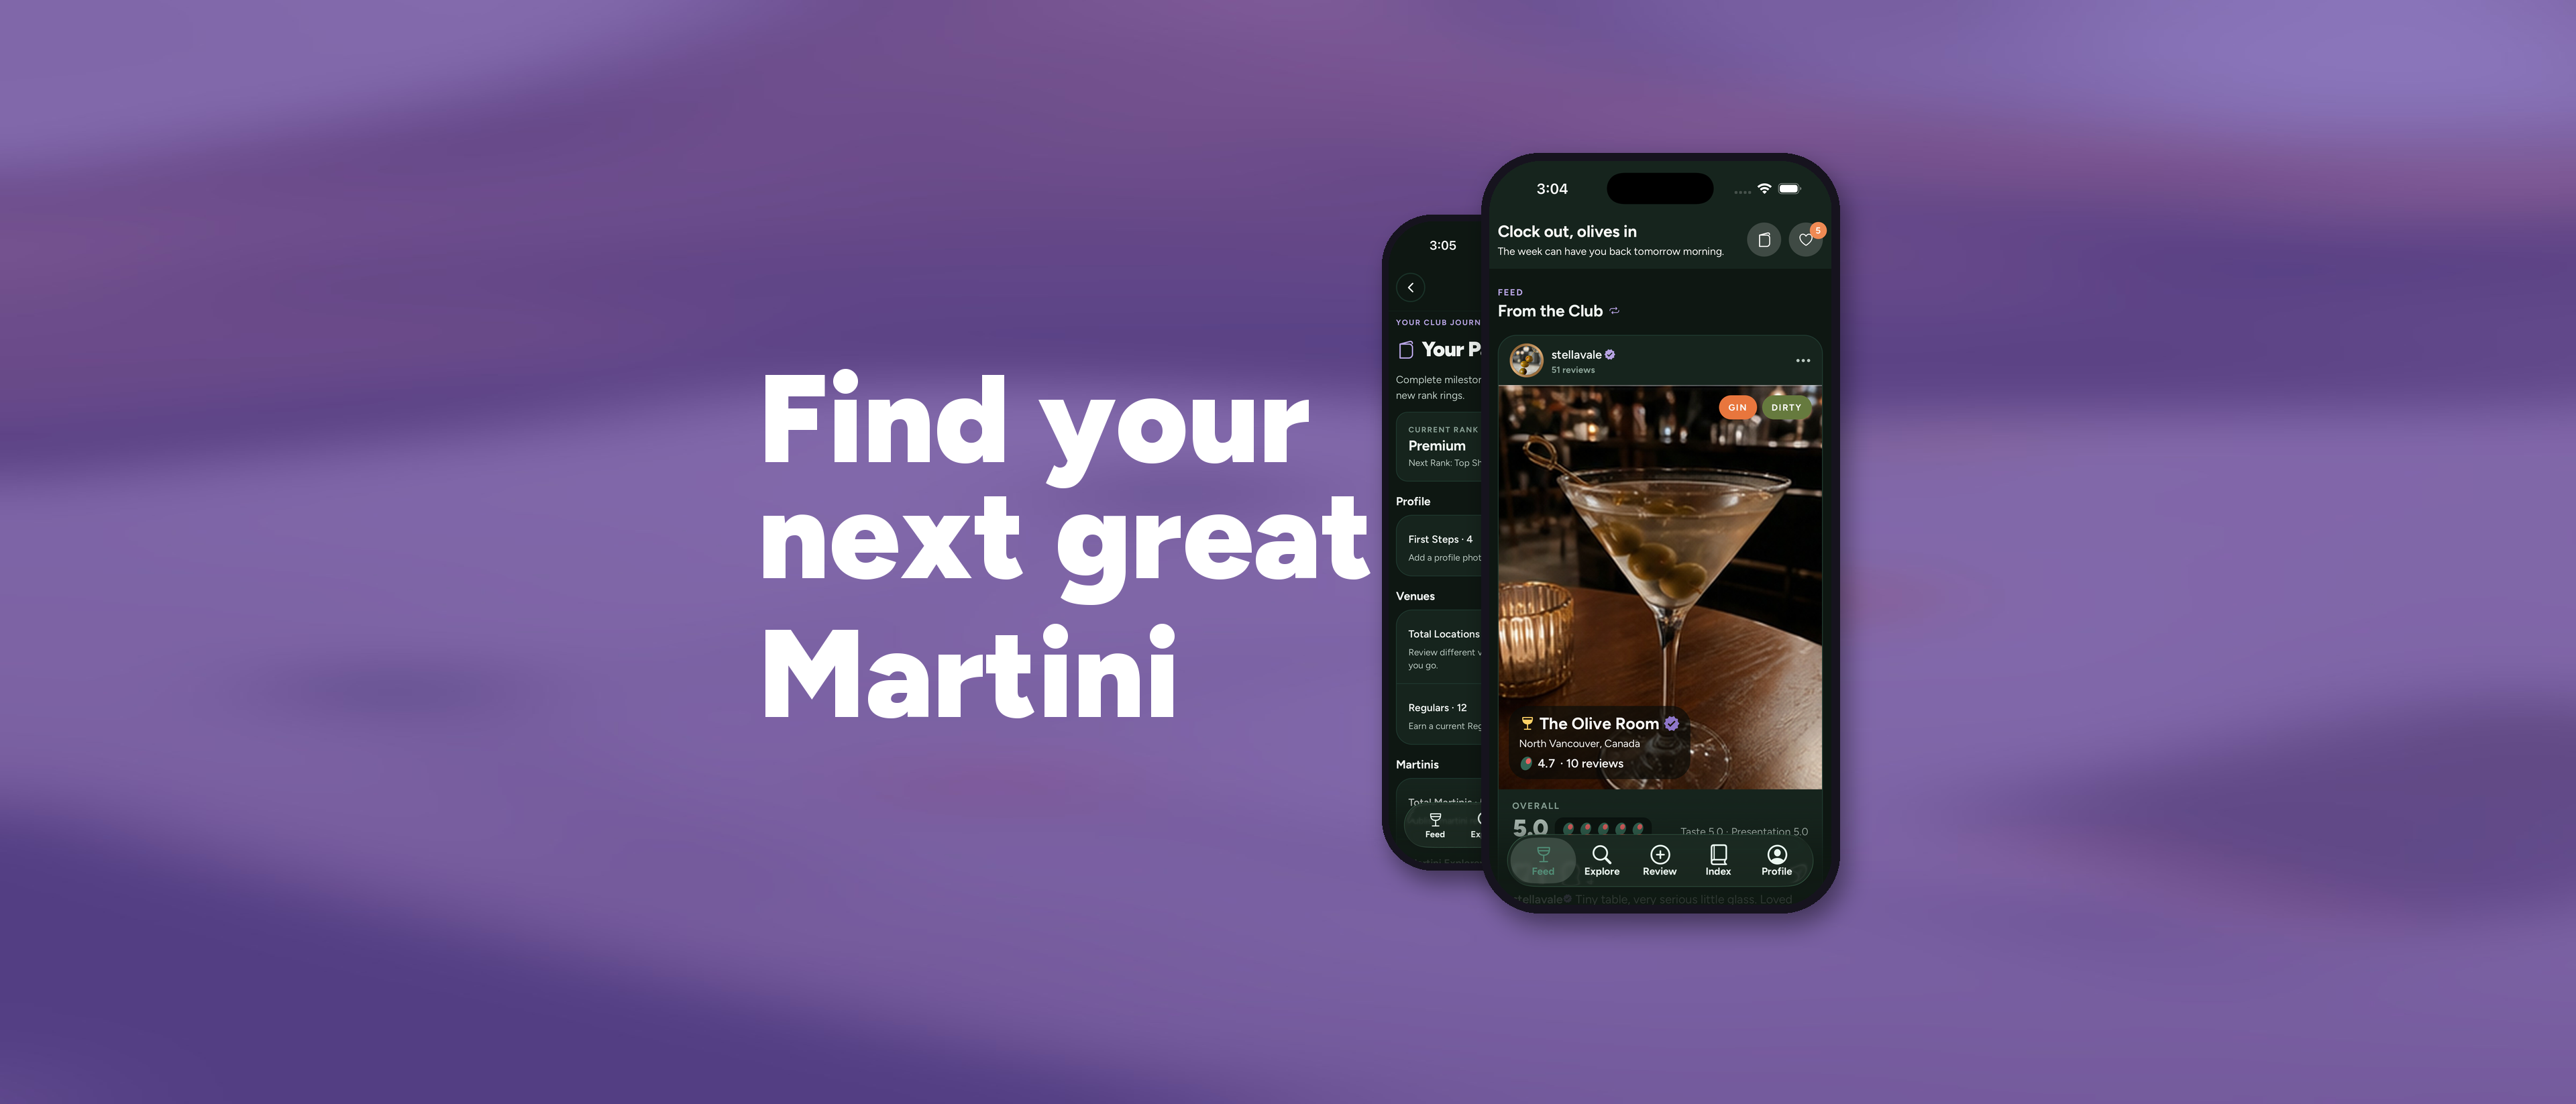 Find your
next great
Martini
3:05
YOUR CLUB JOURN
Your P
Complete milestor
new rank rings.
CURRENT RANK
Premium
Next Rank: Top Sh
Profile
First Steps · 4
Add a profile phot
Venues
Total Locations
Review different v
you go.
Regulars · 12
Earn a current Reg
Martinis
Total Martinis ·
Feed
Ex
3:04
Clock out, olives in
The week can have you back tomorrow morning.
5
FEED
From the Club
stellavale
51 reviews
GIN DIRTY
The Olive Room
North Vancouver, Canada
4.7 · 10 reviews
OVERALL
5.0 Taste 5.0 · Presentation 5.0
Feed Explore Review Index Profile
stellavale Tiny table, very serious little glass. Loved